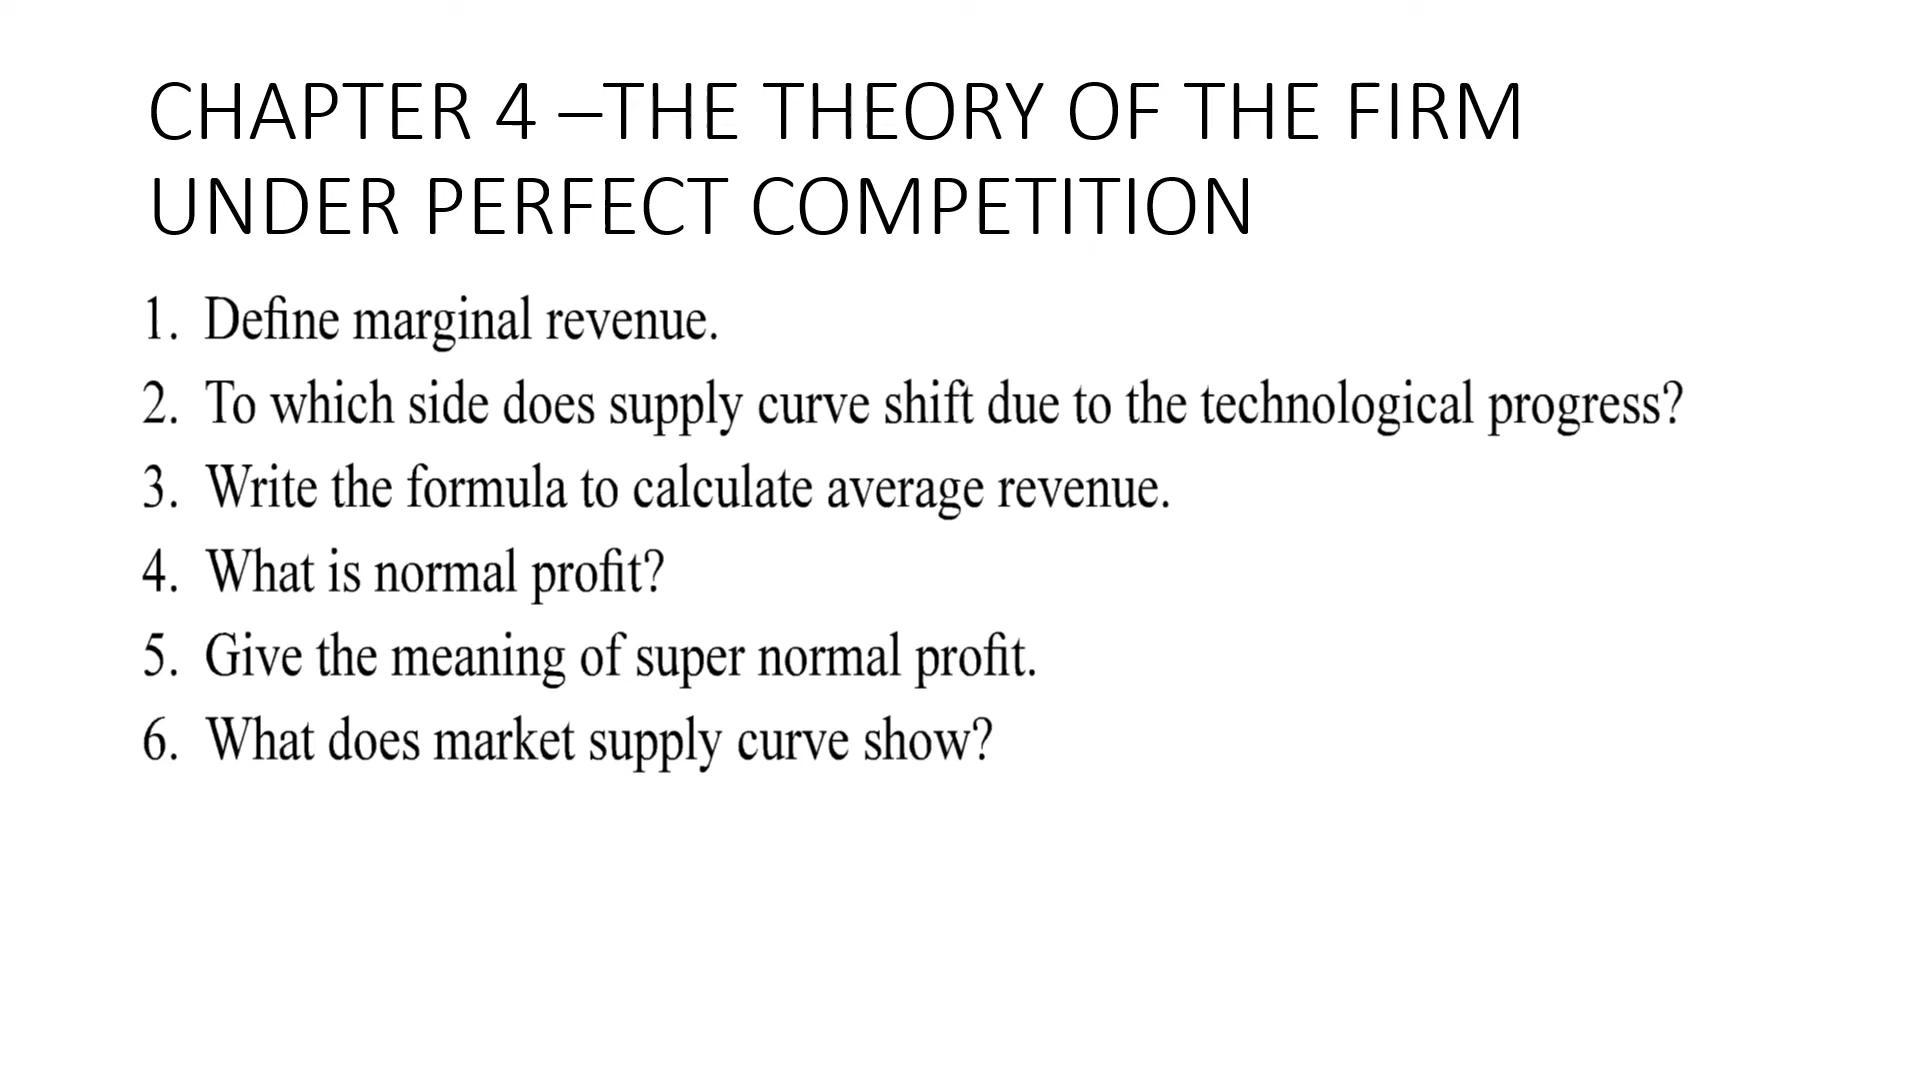 CHAPTER 4 –THE THEORY OF THE FIRM
UNDER PERFECT COMPETITION
1. Define marginal revenue.
2. To which side does supply curve shift due to the technological progress?
3. Write the formula to calculate average revenue.
4. What is normal profit?
5. Give the meaning of super normal profit.
6. What does market supply curve show?